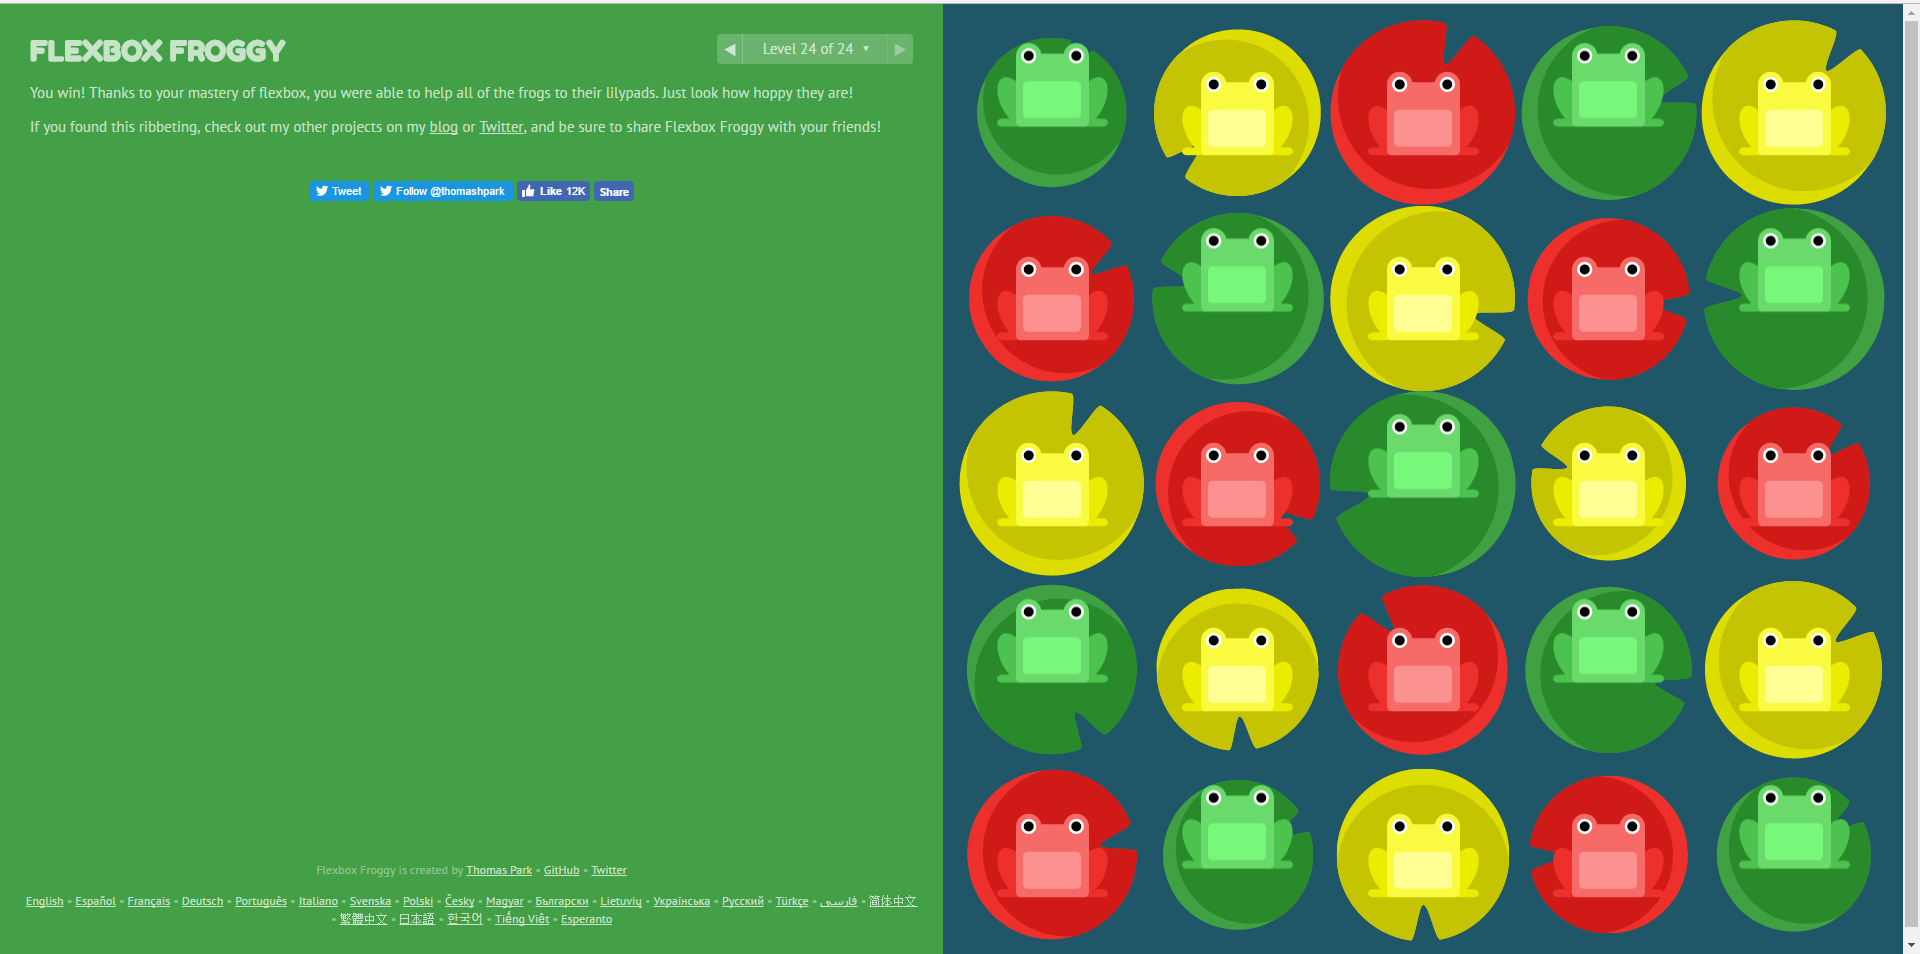 FLEXBOX FROGGY
◀ Level 24 of 24 ▼ ▶
You win! Thanks to your mastery of flexbox, you were able to help all of the frogs to their lilypads. Just look how hoppy they are!
If you found this ribbeting, check out my other projects on my blog or Twitter, and be sure to share Flexbox Froggy with your friends!
Tweet Follow @thomashpark Like 12K Share
Flexbox Froggy is created by Thomas Park • GitHub • Twitter
English • Español • Français • Deutsch • Português • Italiano • Svenska • Polski • Česky • Magyar • Български • Lietuvių • Українська • Русский • Türkçe • فارسی • 简体中文
• 繁體中文 • 日本語 • 한국어 • Tiếng Việt • Esperanto